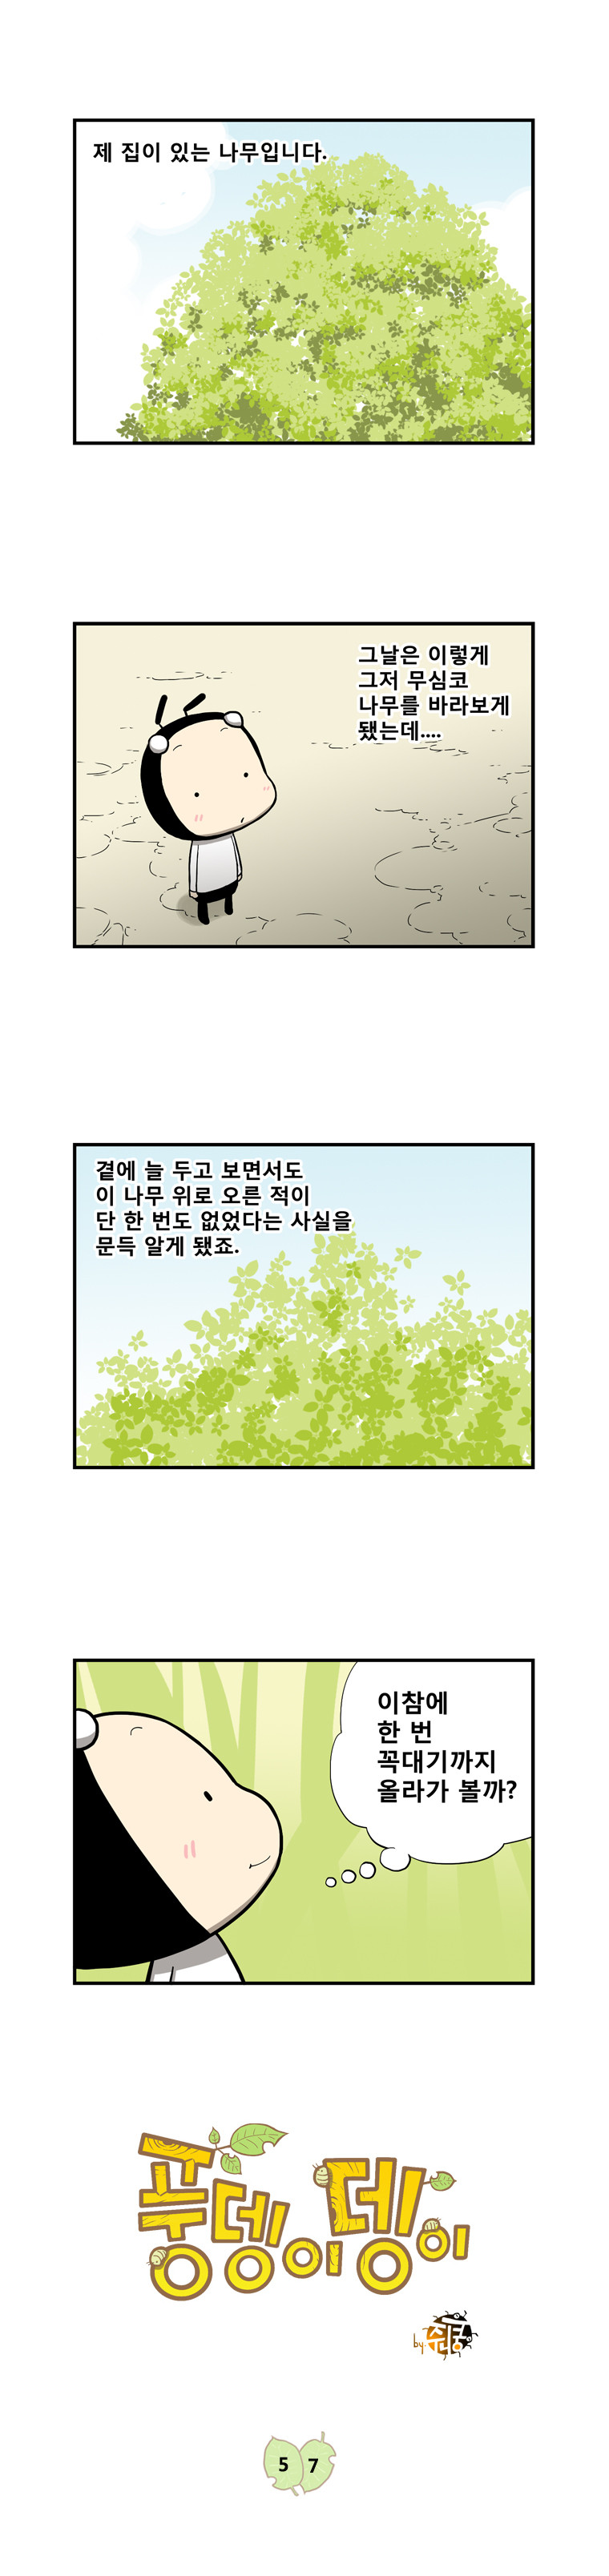 제 집이 있는 나무입니다.
그날은 이렇게
그저 무심코
나무를 바라보게
됐는데....
곁에 늘 두고 보면서도
이 나무 위로 오른 적이
단 한 번도 없었다는 사실을
문득 알게 됐죠.
이참에
한 번
꼭대기까지
올라가 볼까?
풍뎅이뎅이
by.쉰콩
5 7